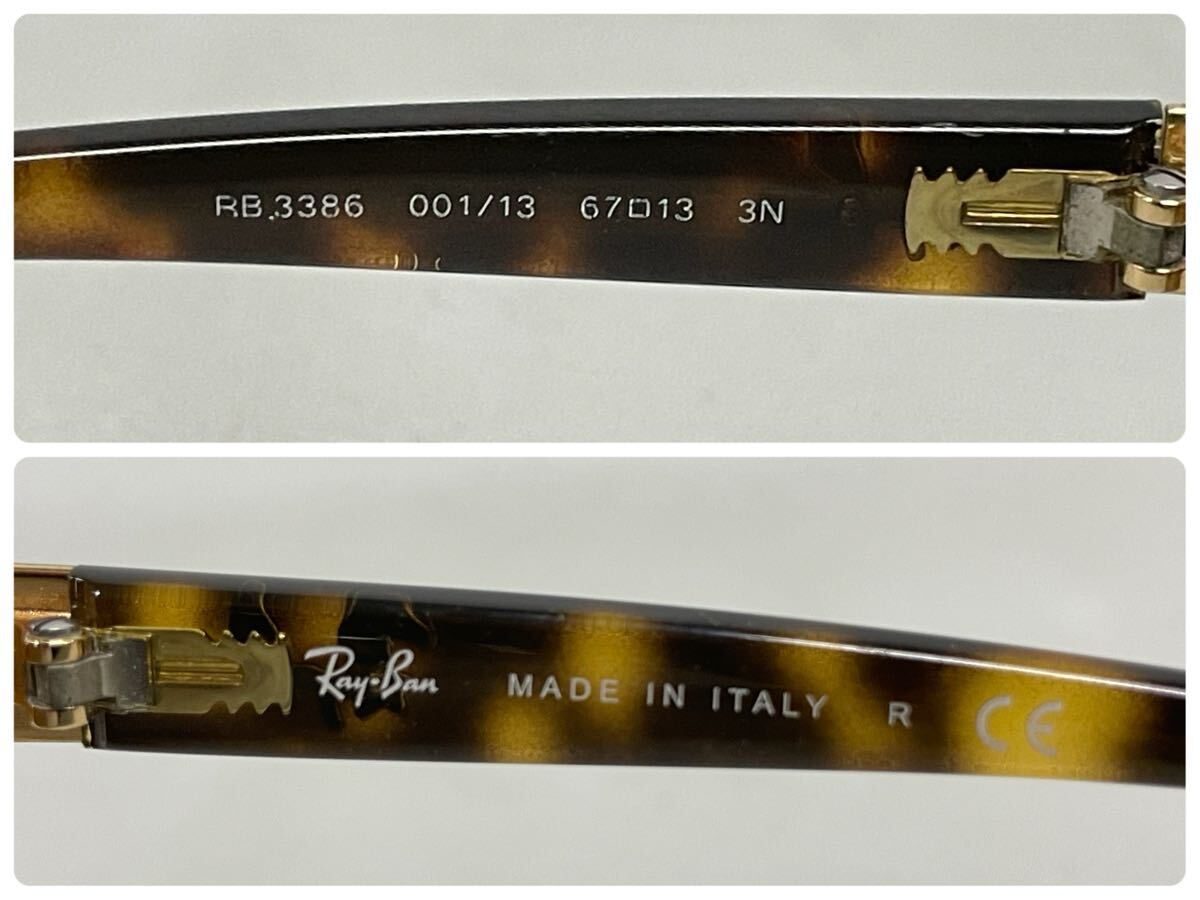 RB 3386 001/13 67□13 3N
Ray-Ban MADE IN ITALY R CE